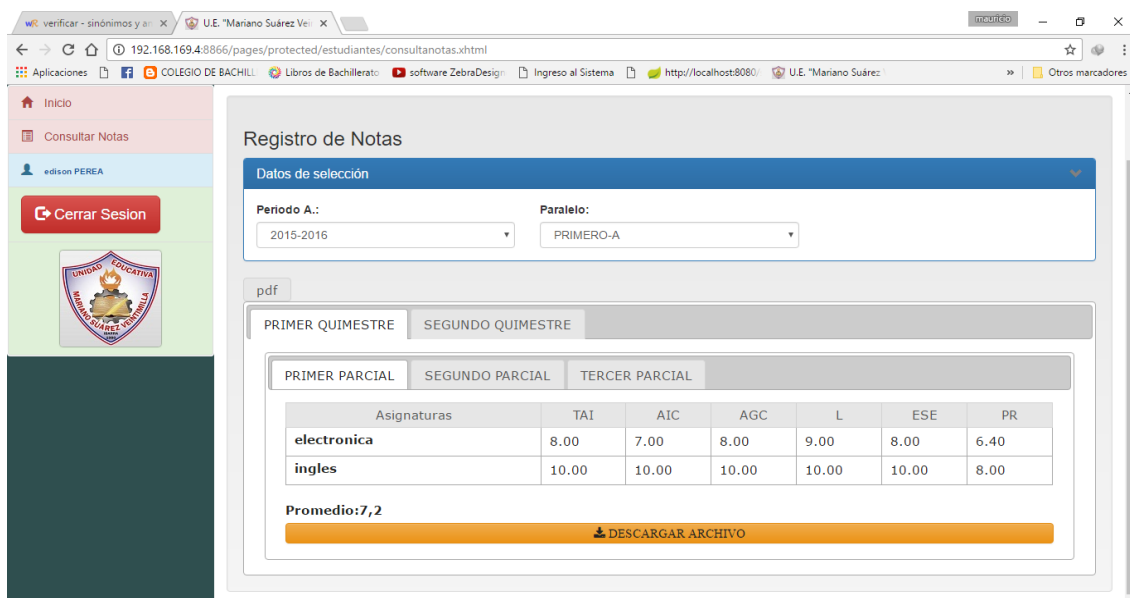 wR verificar - sinónimos y an
U.E. "Mariano Suárez Vein
mauricio
192.168.169.4:8866/pages/protected/estudiantes/consultanotas.xhtml
Aplicaciones COLEGIO DE BACHILL Libros de Bachillerato software ZebraDesign Ingreso al Sistema http://localhost:8080/ U.E. "Mariano Suárez V » Otros marcadores
Inicio
Consultar Notas
edison PEREA
Cerrar Sesion
UNIDAD EDUCATIVA
MARIANO SUÁREZ VEINTIMILLA
Registro de Notas
Datos de selección
Periodo A.: Paralelo:
2015-2016 PRIMERO-A
pdf
PRIMER QUIMESTRE SEGUNDO QUIMESTRE
PRIMER PARCIAL SEGUNDO PARCIAL TERCER PARCIAL
Asignaturas TAI AIC AGC L ESE PR
electronica 8.00 7.00 8.00 9.00 8.00 6.40
ingles 10.00 10.00 10.00 10.00 10.00 8.00
Promedio:7,2
DESCARGAR ARCHIVO